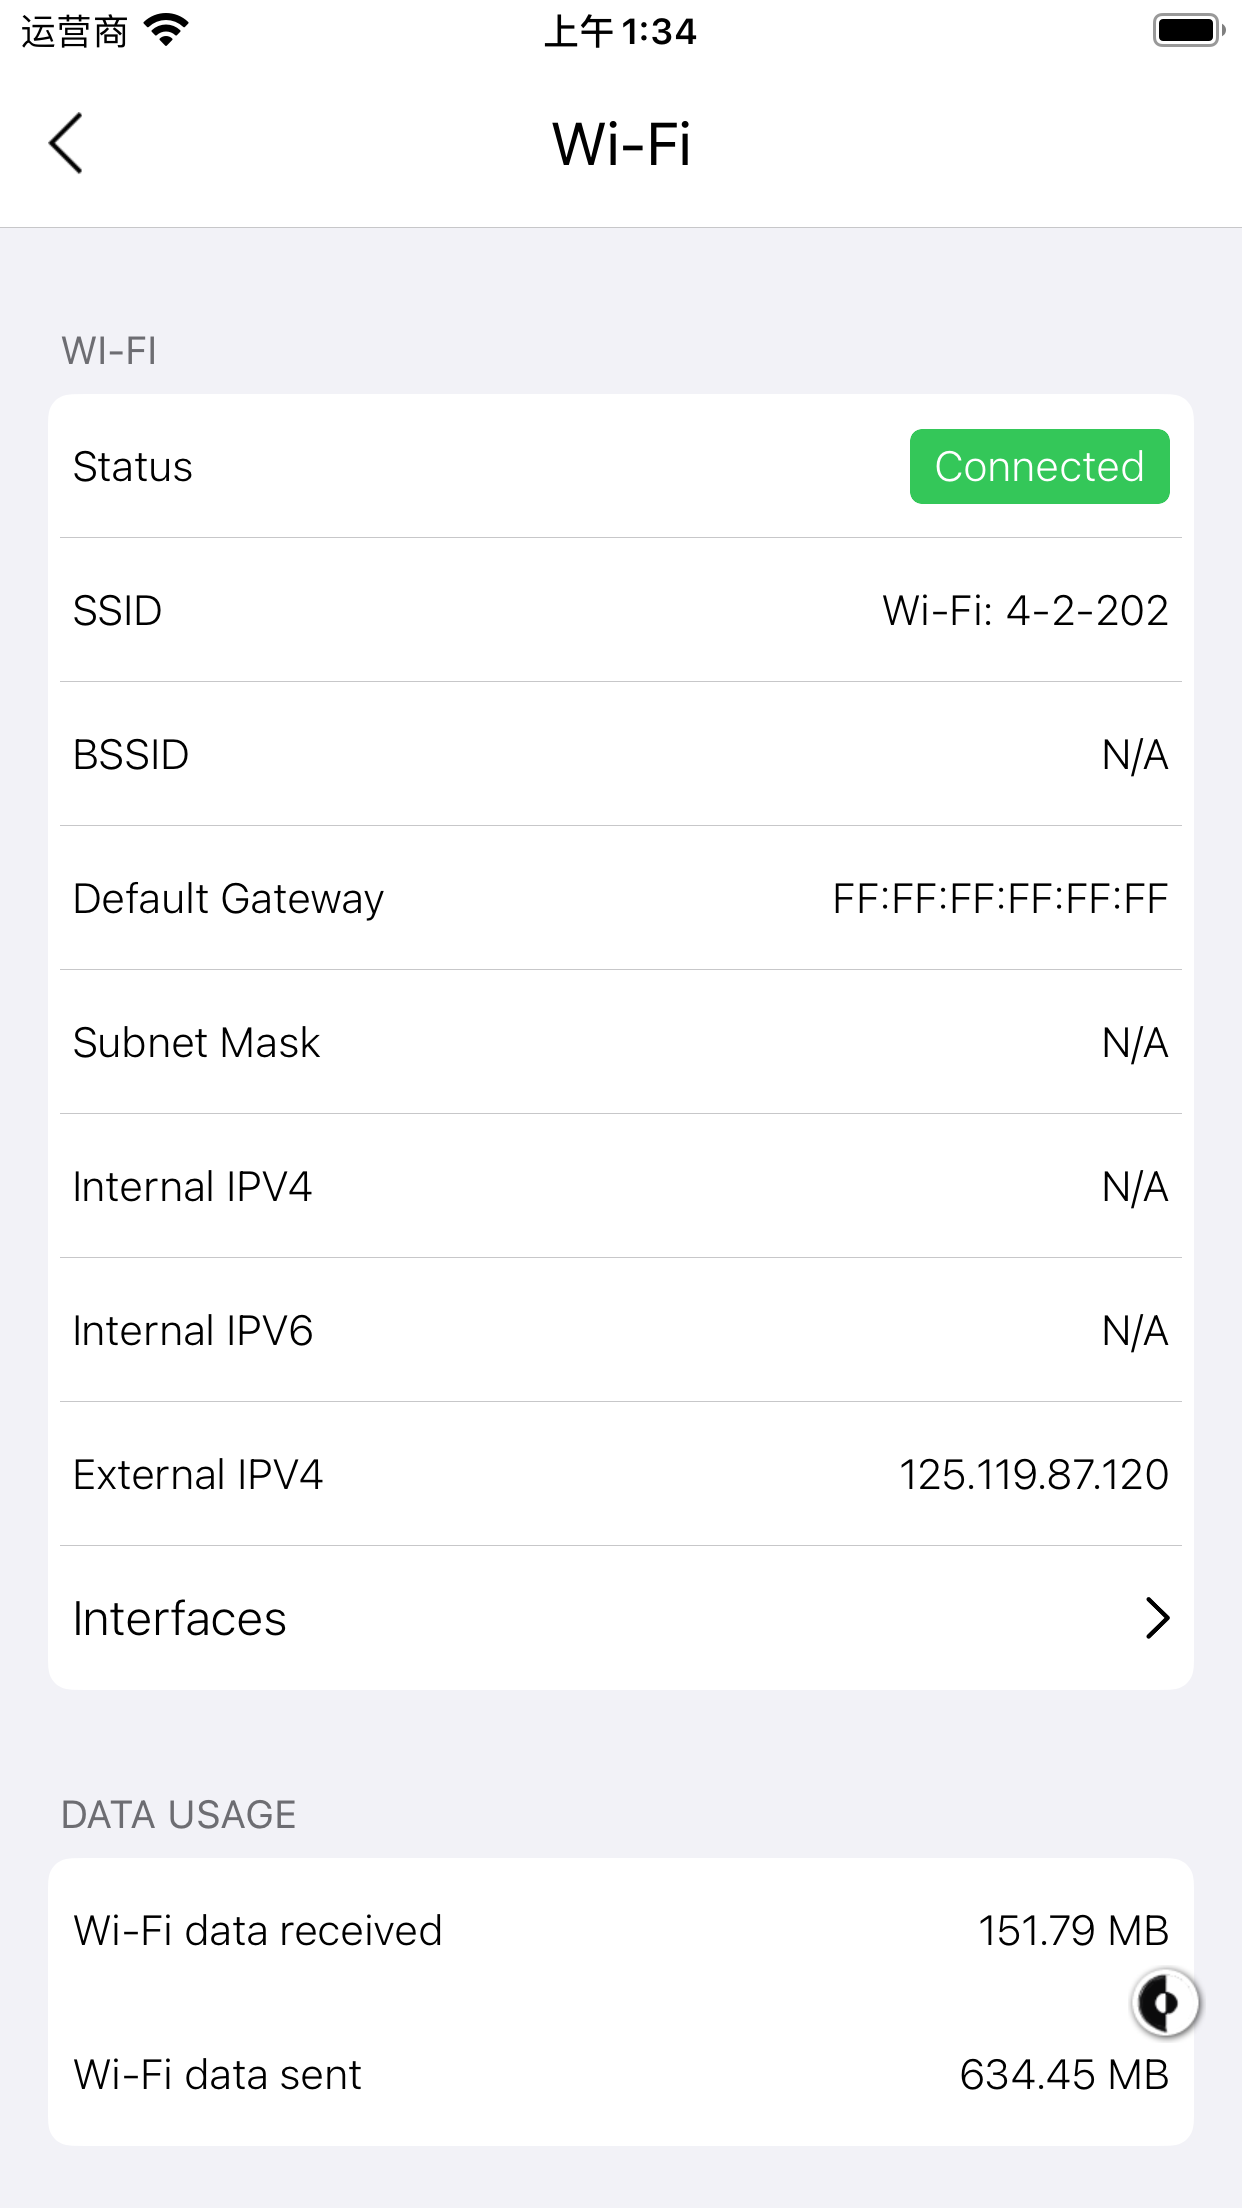 运营商 上午 1:34
Wi-Fi
WI-FI
Status Connected
SSID Wi-Fi: 4-2-202
BSSID N/A
Default Gateway FF:FF:FF:FF:FF:FF
Subnet Mask N/A
Internal IPV4 N/A
Internal IPV6 N/A
External IPV4 125.119.87.120
Interfaces
DATA USAGE
Wi-Fi data received 151.79 MB
Wi-Fi data sent 634.45 MB